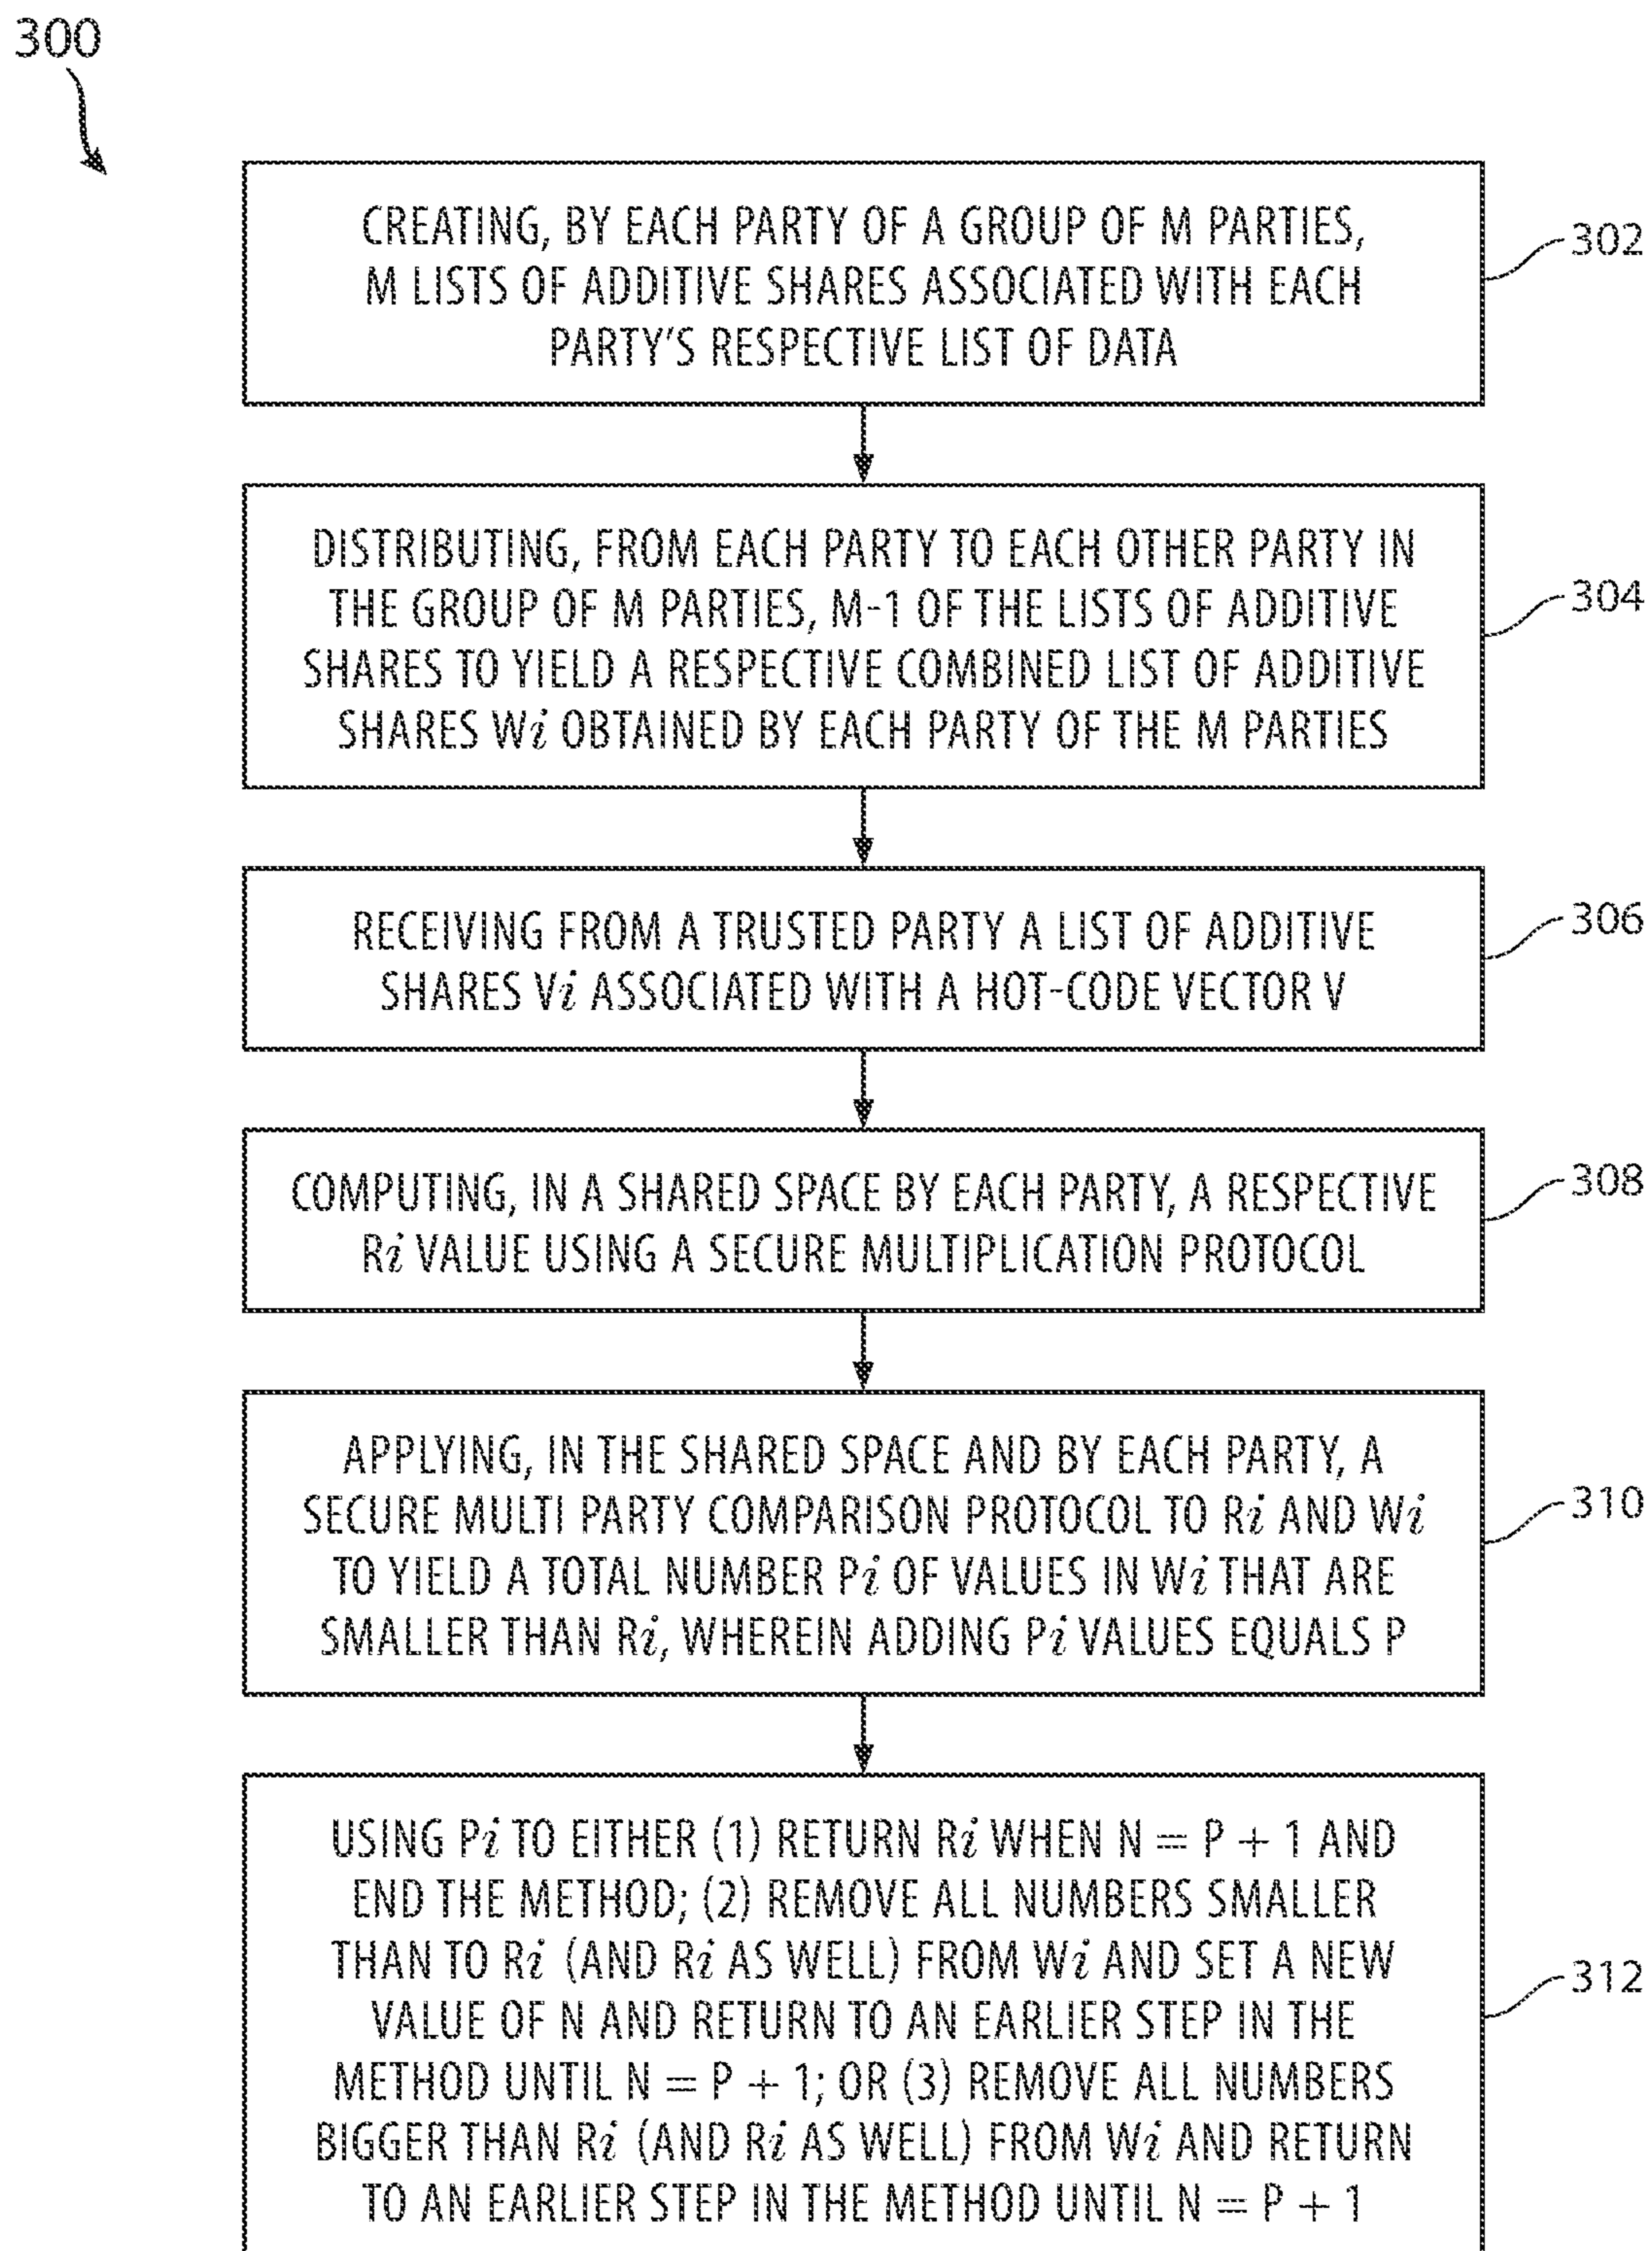 300
CREATING, BY EACH PARTY OF A GROUP OF M PARTIES,
M LISTS OF ADDITIVE SHARES ASSOCIATED WITH EACH
PARTY'S RESPECTIVE LIST OF DATA
302
DISTRIBUTING, FROM EACH PARTY TO EACH OTHER PARTY IN
THE GROUP OF M PARTIES, M-1 OF THE LISTS OF ADDITIVE
SHARES TO YIELD A RESPECTIVE COMBINED LIST OF ADDITIVE
SHARES Wi OBTAINED BY EACH PARTY OF THE M PARTIES
304
RECEIVING FROM A TRUSTED PARTY A LIST OF ADDITIVE
SHARES Vi ASSOCIATED WITH A HOT-CODE VECTOR V
306
COMPUTING, IN A SHARED SPACE BY EACH PARTY, A RESPECTIVE
Ri VALUE USING A SECURE MULTIPLICATION PROTOCOL
308
APPLYING, IN THE SHARED SPACE AND BY EACH PARTY, A
SECURE MULTI PARTY COMPARISON PROTOCOL TO Ri AND Wi
TO YIELD A TOTAL NUMBER Pi OF VALUES IN Wi THAT ARE
SMALLER THAN Ri, WHEREIN ADDING Pi VALUES EQUALS P
310
USING Pi TO EITHER (1) RETURN Ri WHEN N = P + 1 AND
END THE METHOD; (2) REMOVE ALL NUMBERS SMALLER
THAN TO Ri (AND Ri AS WELL) FROM Wi AND SET A NEW
VALUE OF N AND RETURN TO AN EARLIER STEP IN THE
METHOD UNTIL N = P + 1; OR (3) REMOVE ALL NUMBERS
BIGGER THAN Ri (AND Ri AS WELL) FROM Wi AND RETURN
TO AN EARLIER STEP IN THE METHOD UNTIL N = P + 1
312